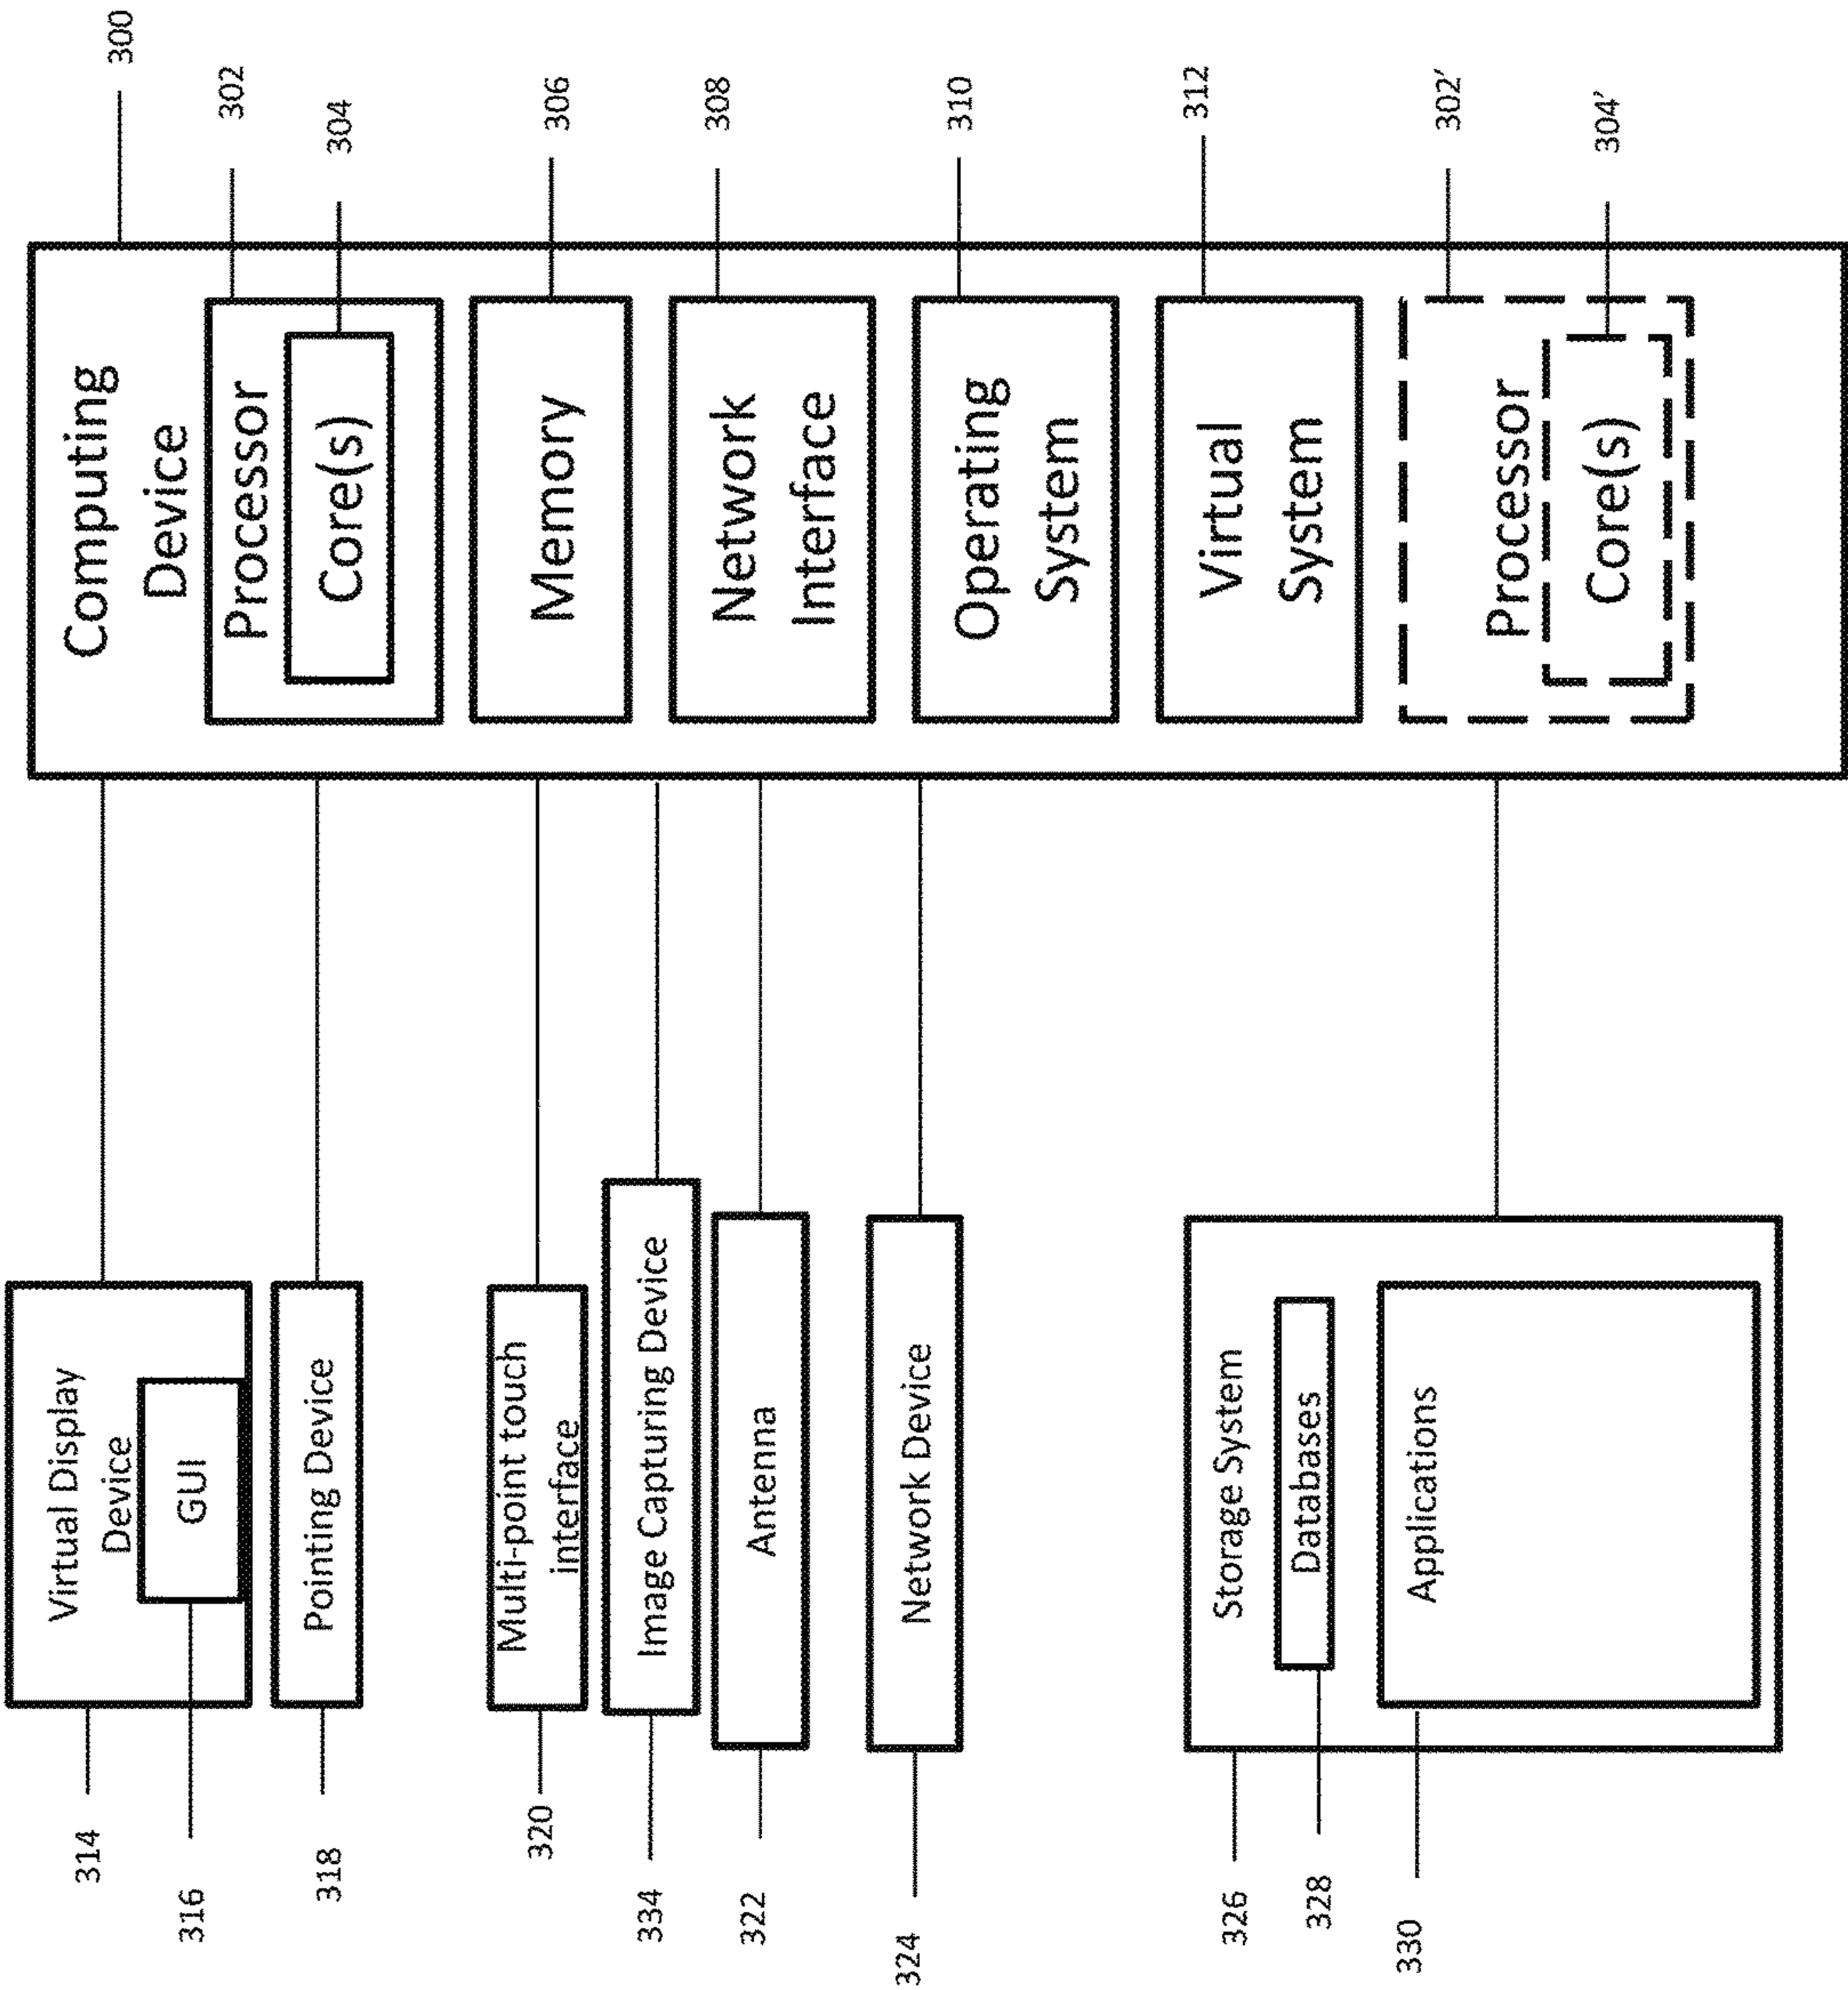 300
Computing
Device
302
Processor
304
Core(s)
306
Memory
308
Network
Interface
310
Operating
System
312
Virtual
System
302'
Processor
304'
Core(s)
314
Virtual Display
Device
316
GUI
318
Pointing Device
320
Multi-point touch
interface
334
Image Capturing Device
322
Antenna
324
Network Device
326
Storage System
328
Databases
330
Applications